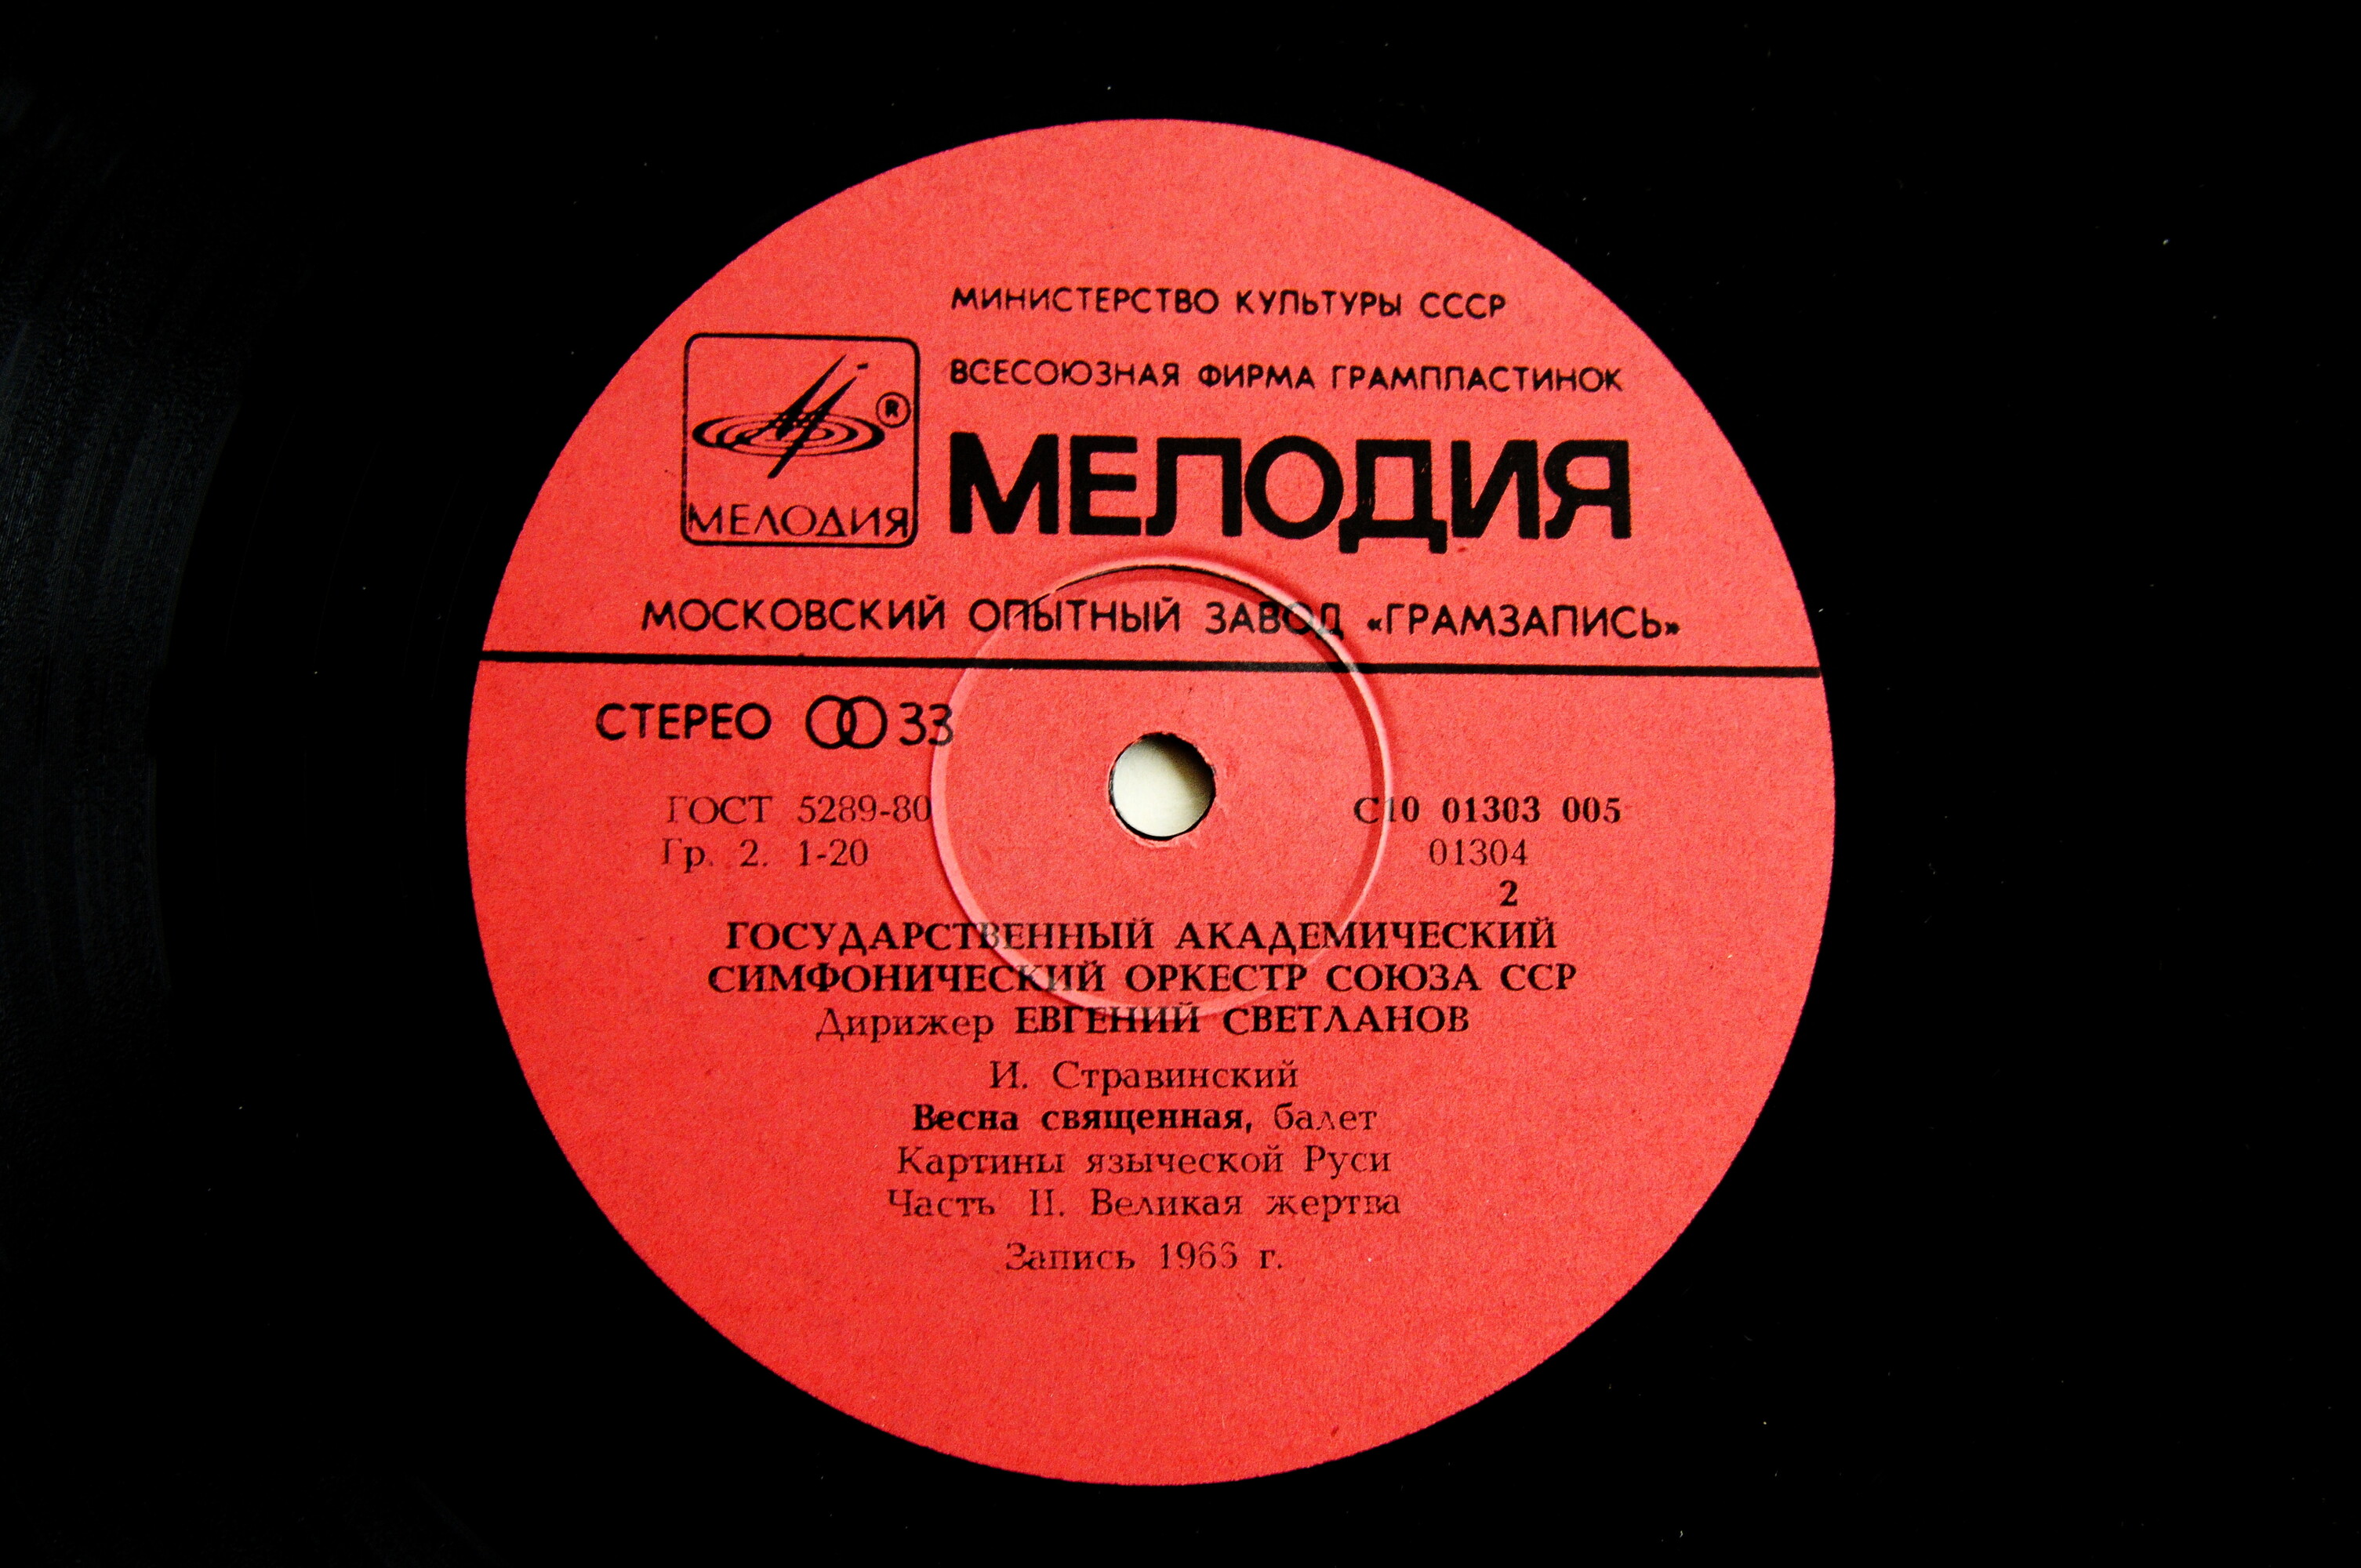 МИНИСТЕРСТВО КУЛЬТУРЫ СССР
ВСЕСОЮЗНАЯ ФИРМА ГРАМПЛАСТИНОК
®
МЕЛОДИЯ
МЕЛОДИЯ
МОСКОВСКИЙ ОПЫТНЫЙ ЗАВОД «ГРАМЗАПИСЬ»
СТЕРЕО 33
ГОСТ 5289-80
Гр. 2. 1-20
С10 01303 005
01304
2
ГОСУДАРСТВЕННЫЙ АКАДЕМИЧЕСКИЙ
СИМФОНИЧЕСКИЙ ОРКЕСТР СОЮЗА ССР
Дирижер ЕВГЕНИЙ СВЕТЛАНОВ
И. Стравинский
Весна священная, балет
Картины языческой Руси
Часть II. Великая жертва
Запись 1966 г.